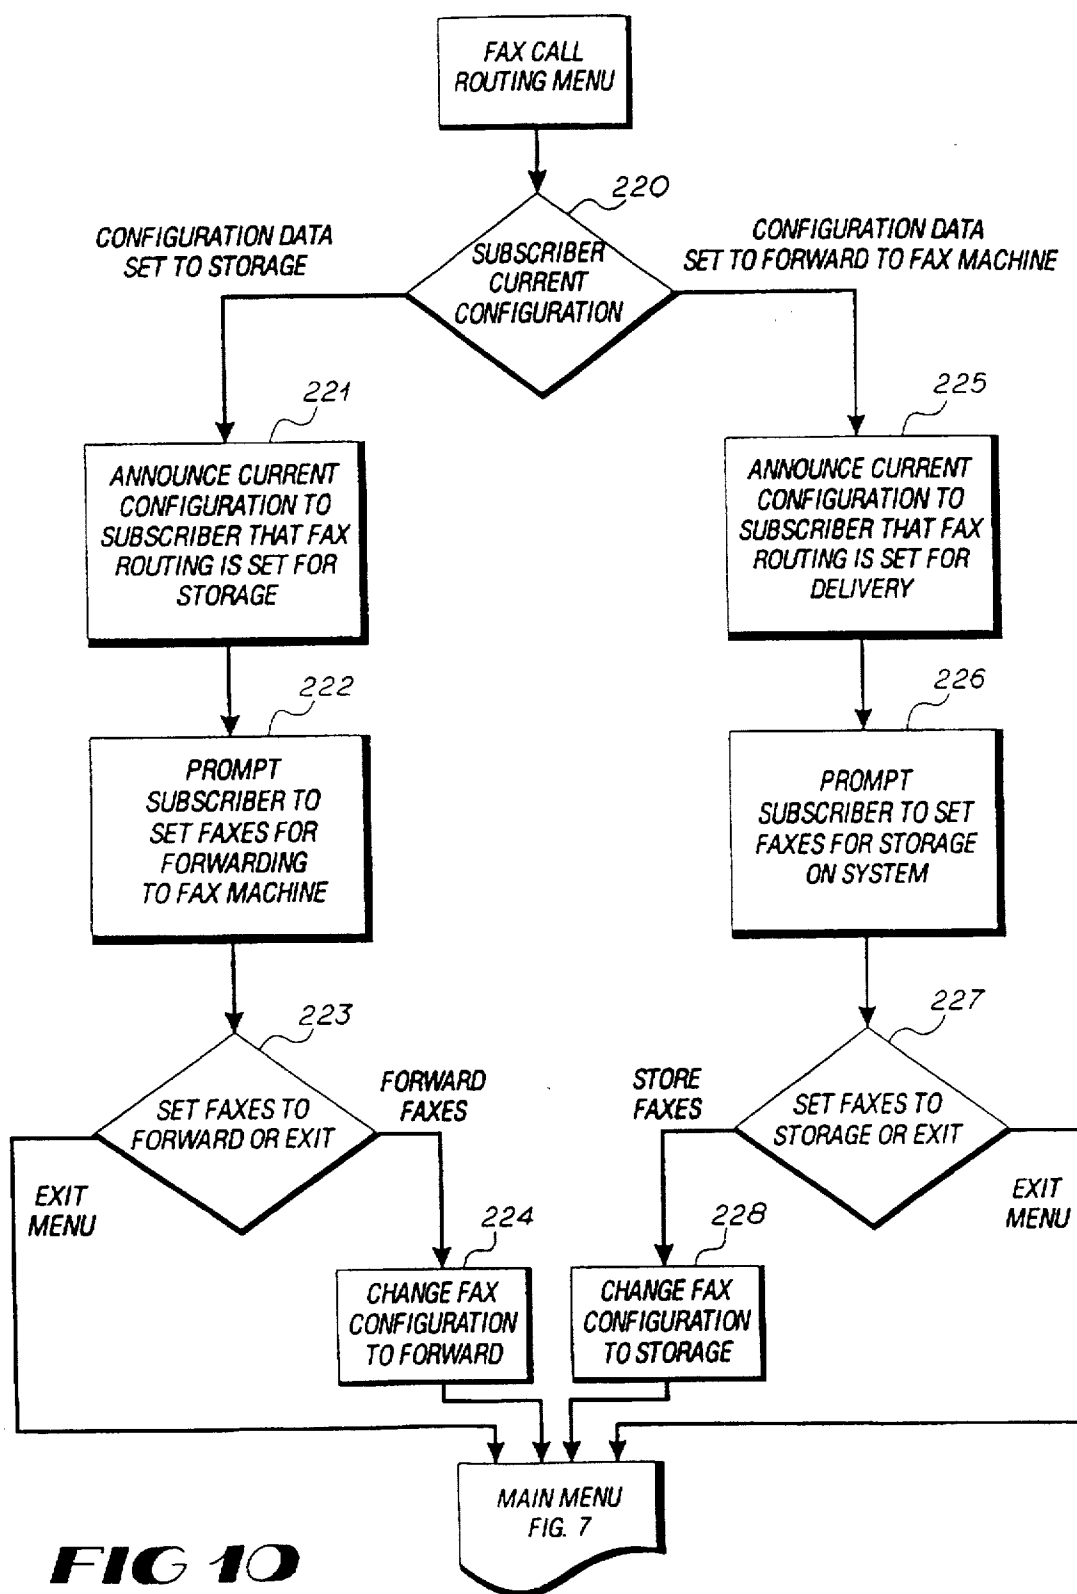 FAX CALL
ROUTING MENU
220
CONFIGURATION DATA
SET TO STORAGE
SUBSCRIBER
CURRENT
CONFIGURATION
CONFIGURATION DATA
SET TO FORWARD TO FAX MACHINE
221
ANNOUNCE CURRENT
CONFIGURATION TO
SUBSCRIBER THAT FAX
ROUTING IS SET FOR
STORAGE
225
ANNOUNCE CURRENT
CONFIGURATION TO
SUBSCRIBER THAT FAX
ROUTING IS SET FOR
DELIVERY
222
PROMPT
SUBSCRIBER TO
SET FAXES FOR
FORWARDING
TO FAX MACHINE
226
PROMPT
SUBSCRIBER TO SET
FAXES FOR STORAGE
ON SYSTEM
223
SET FAXES TO
FORWARD OR EXIT
FORWARD
FAXES
EXIT
MENU
227
STORE
FAXES
SET FAXES TO
STORAGE OR EXIT
EXIT
MENU
224
CHANGE FAX
CONFIGURATION
TO FORWARD
228
CHANGE FAX
CONFIGURATION
TO STORAGE
MAIN MENU
FIG. 7
FIG 10